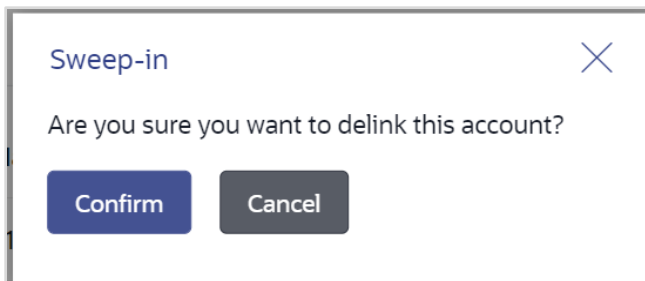 Sweep-in
Are you sure you want to delink this account?
Confirm
Cancel